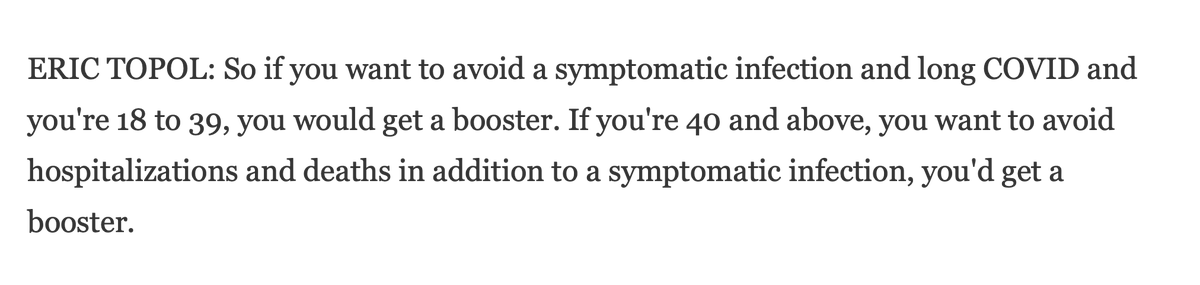 ERIC TOPOL: So if you want to avoid a symptomatic infection and long COVID and
you're 18 to 39, you would get a booster. If you're 40 and above, you want to avoid
hospitalizations and deaths in addition to a symptomatic infection, you'd get a
booster.